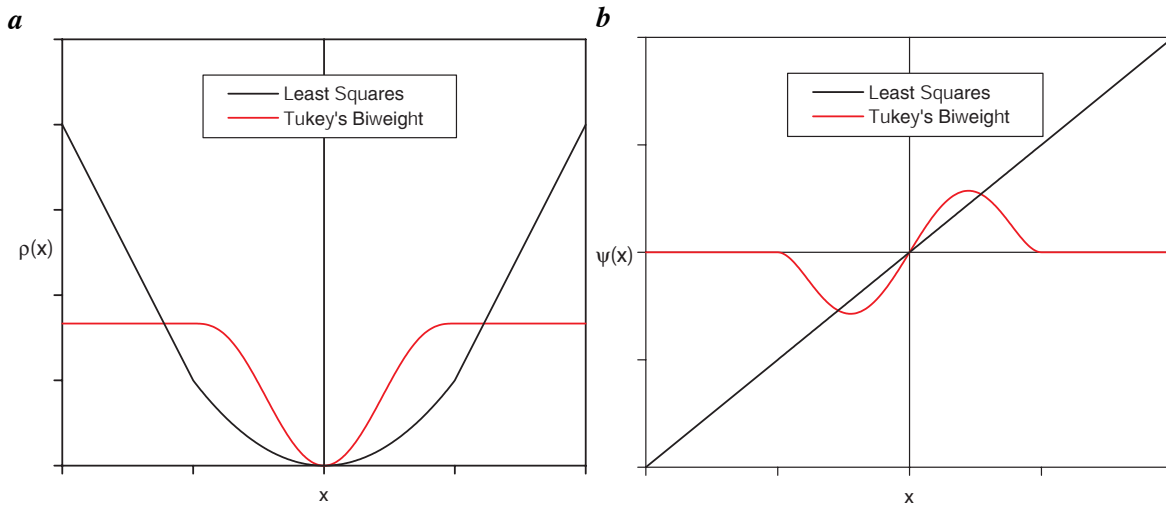 a
Least Squares
Tukey's Biweight
ρ(x)
x
b
Least Squares
Tukey's Biweight
ψ(x)
x